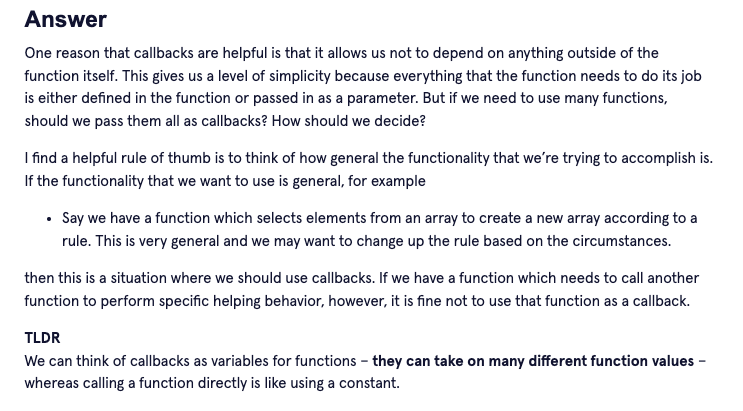 Answer
One reason that callbacks are helpful is that it allows us not to depend on anything outside of the
function itself. This gives us a level of simplicity because everything that the function needs to do its job
is either defined in the function or passed in as a parameter. But if we need to use many functions,
should we pass them all as callbacks? How should we decide?
I find a helpful rule of thumb is to think of how general the functionality that we’re trying to accomplish is.
If the functionality that we want to use is general, for example
• Say we have a function which selects elements from an array to create a new array according to a
rule. This is very general and we may want to change up the rule based on the circumstances.
then this is a situation where we should use callbacks. If we have a function which needs to call another
function to perform specific helping behavior, however, it is fine not to use that function as a callback.
TLDR
We can think of callbacks as variables for functions – they can take on many different function values –
whereas calling a function directly is like using a constant.